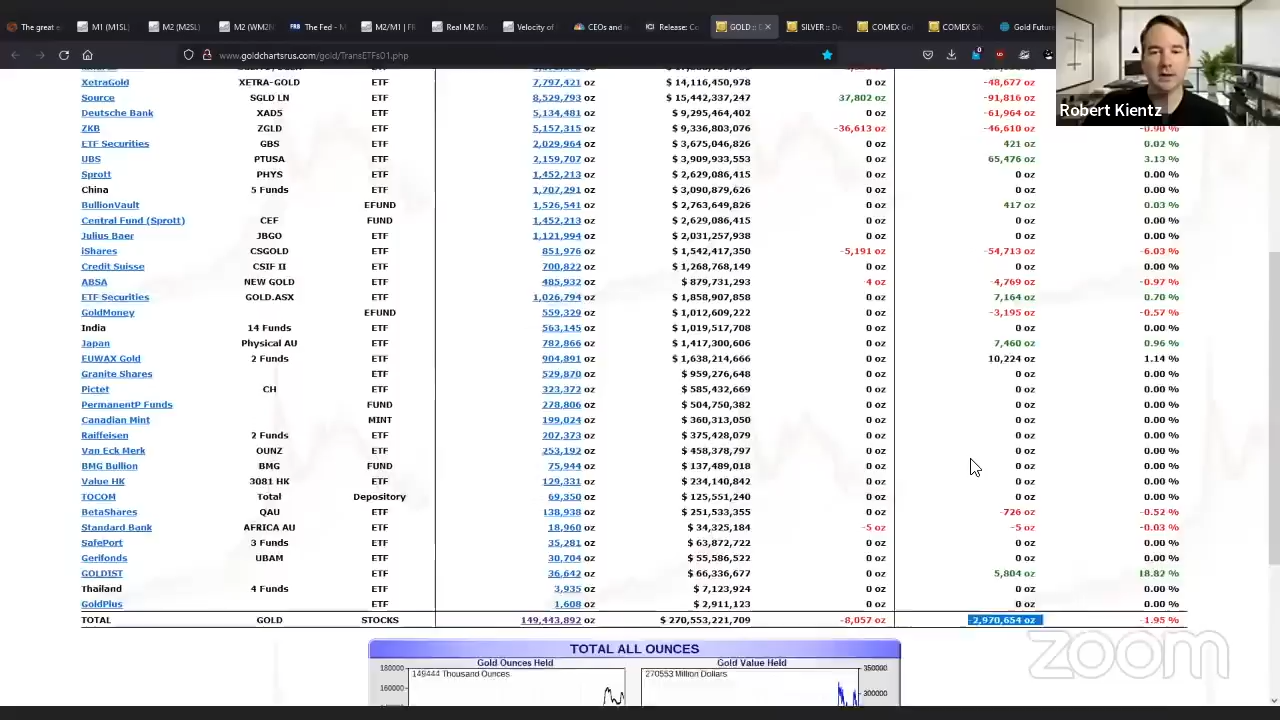 The great
M1 (M1SL)
M2 (M2SL)
M2 (WM2N
The Fed - M
M2/M1 | FR
Real M2 M
Velocity of
CEOs and
Release: Co
GOLD :: E
SILVER :: De
COMEX Gol
COMEX Silv
Gold Future
www.goldchartsrus.com/gold/TransETFs01.php
Robert Kientz
XetraGold XETRA-GOLD ETF 7,797,421 oz $ 14,116,450,978 0 oz -48,677 oz
Source SGLD LN ETF 8,529,793 oz $ 15,442,337,247 37,802 oz -91,816 oz
Deutsche Bank XAD5 ETF 5,134,481 oz $ 9,295,464,402 0 oz -61,964 oz
ZKB ZGLD ETF 5,157,315 oz $ 9,336,803,076 -36,613 oz -46,610 oz -0.90 %
ETF Securities GBS ETF 2,029,964 oz $ 3,675,046,826 0 oz 421 oz 0.02 %
UBS PTUSA ETF 2,159,707 oz $ 3,909,933,553 0 oz 65,476 oz 3.13 %
Sprott PHYS ETF 1,452,213 oz $ 2,629,086,415 0 oz 0 oz 0.00 %
China 5 Funds ETF 1,707,291 oz $ 3,090,879,626 0 oz 0 oz 0.00 %
BullionVault EFUND 1,526,541 oz $ 2,763,649,826 0 oz 417 oz 0.03 %
Central Fund (Sprott) CEF FUND 1,452,213 oz $ 2,629,086,415 0 oz 0 oz 0.00 %
Julius Baer JBGO ETF 1,121,994 oz $ 2,031,257,938 0 oz 0 oz 0.00 %
iShares CSGOLD ETF 851,976 oz $ 1,542,417,350 -5,191 oz -54,713 oz -6.03 %
Credit Suisse CSIF II ETF 700,822 oz $ 1,268,768,149 0 oz 0 oz 0.00 %
ABSA NEW GOLD ETF 485,932 oz $ 879,731,293 4 oz -4,769 oz -0.97 %
ETF Securities GOLD.ASX ETF 1,026,794 oz $ 1,858,907,858 0 oz 7,164 oz 0.70 %
GoldMoney EFUND 559,329 oz $ 1,012,609,222 0 oz -3,195 oz -0.57 %
India 14 Funds ETF 563,145 oz $ 1,019,517,708 0 oz 0 oz 0.00 %
Japan Physical AU ETF 782,866 oz $ 1,417,300,606 0 oz 7,460 oz 0.96 %
EUWAX Gold 2 Funds ETF 904,891 oz $ 1,638,214,666 0 oz 10,224 oz 1.14 %
Granite Shares ETF 529,870 oz $ 959,276,648 0 oz 0 oz 0.00 %
Pictet CH ETF 323,372 oz $ 585,432,669 0 oz 0 oz 0.00 %
PermanentP Funds FUND 278,806 oz $ 504,750,382 0 oz 0 oz 0.00 %
Canadian Mint MINT 199,024 oz $ 360,313,050 0 oz 0 oz 0.00 %
Raiffeisen 2 Funds ETF 207,373 oz $ 375,428,079 0 oz 0 oz 0.00 %
Van Eck Merk OUNZ ETF 253,192 oz $ 458,378,797 0 oz 0 oz 0.00 %
BMG Bullion BMG FUND 75,944 oz $ 137,489,018 0 oz 0 oz 0.00 %
Value HK 3081 HK ETF 129,331 oz $ 234,140,842 0 oz 0 oz 0.00 %
TOCOM Total Depository 69,350 oz $ 125,551,240 0 oz 0 oz 0.00 %
BetaShares QAU ETF 138,938 oz $ 251,533,355 0 oz -726 oz -0.52 %
Standard Bank AFRICA AU ETF 18,960 oz $ 34,325,184 -5 oz -5 oz -0.03 %
SafePort 3 Funds ETF 35,281 oz $ 63,872,722 0 oz 0 oz 0.00 %
Gerifonds UBAM ETF 30,704 oz $ 55,586,522 0 oz 0 oz 0.00 %
GOLDIST ETF 36,642 oz $ 66,336,677 0 oz 5,804 oz 18.82 %
Thailand 4 Funds ETF 3,935 oz $ 7,123,924 0 oz 0 oz 0.00 %
GoldPlus ETF 1,608 oz $ 2,911,123 0 oz 0 oz 0.00 %
TOTAL GOLD STOCKS 149,443,892 oz $ 270,553,221,709 -8,057 oz -2,970,654 oz -1.95 %
TOTAL ALL OUNCES
Gold Ounces Held
Gold Value Held
180000
149444 Thousand Ounces
270553 Million Dollars
350000
160000
300000
zoom